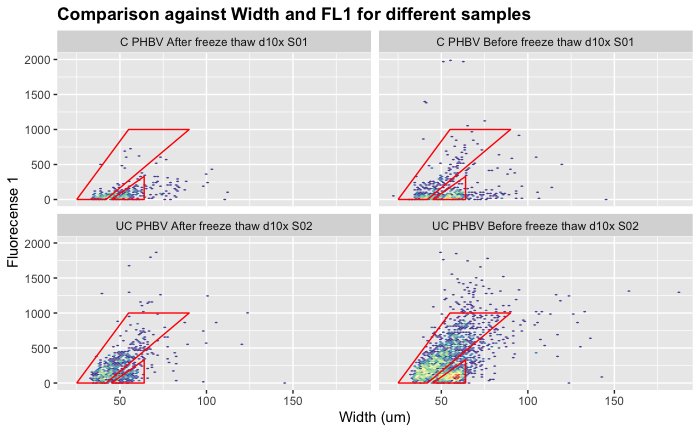 Comparison against Width and FL1 for different samples
C PHBV After freeze thaw d10x S01
C PHBV Before freeze thaw d10x S01
2000
1500
1000
500
0
UC PHBV After freeze thaw d10x S02
UC PHBV Before freeze thaw d10x S02
2000
1500
1000
500
0
50 100 150 50 100 150
Width (um)
Fluorecense 1